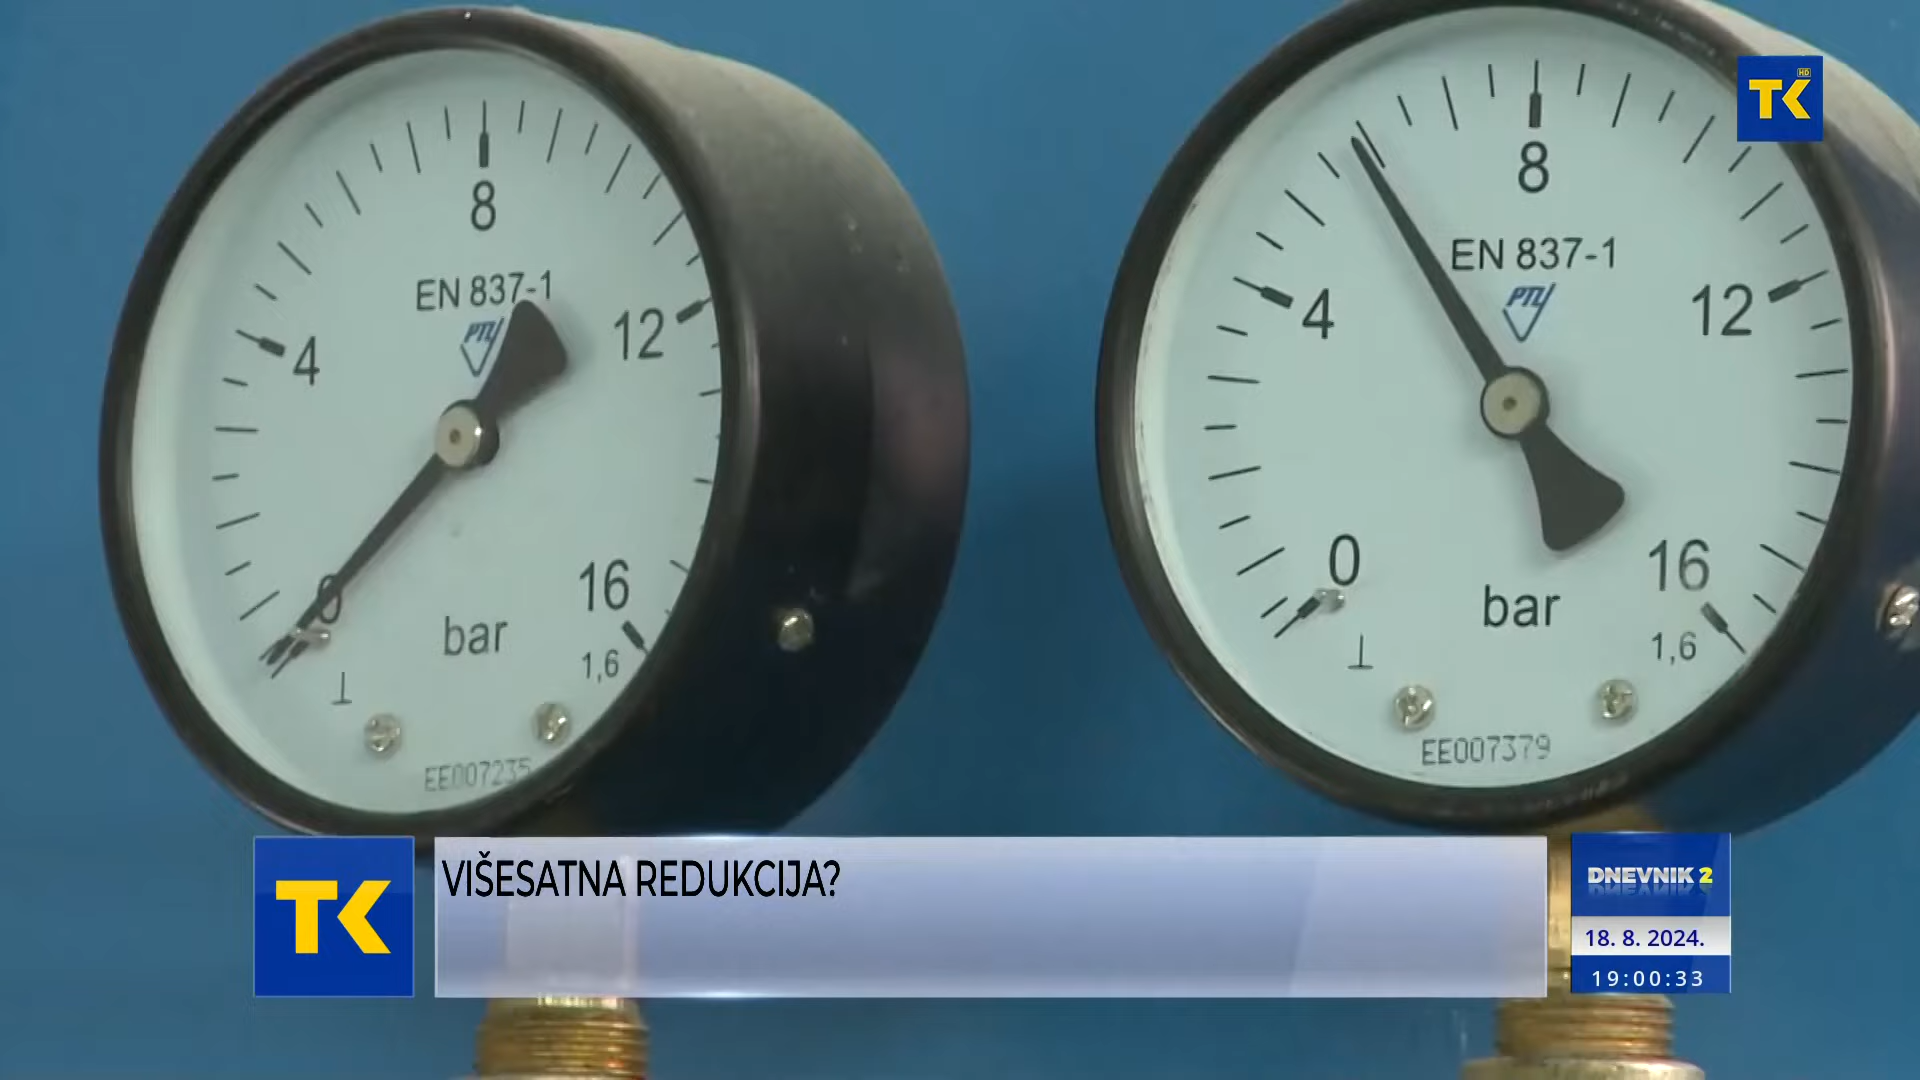 8
EN 837-1
4
12
0
16
bar
1,6
EE007235
TK HD
8
EN 837-1
4
12
0
16
bar
1,6
EE007379
TK
VIŠESATNA REDUKCIJA?
DNEVNIK 2
18. 8. 2024.
19:00:33